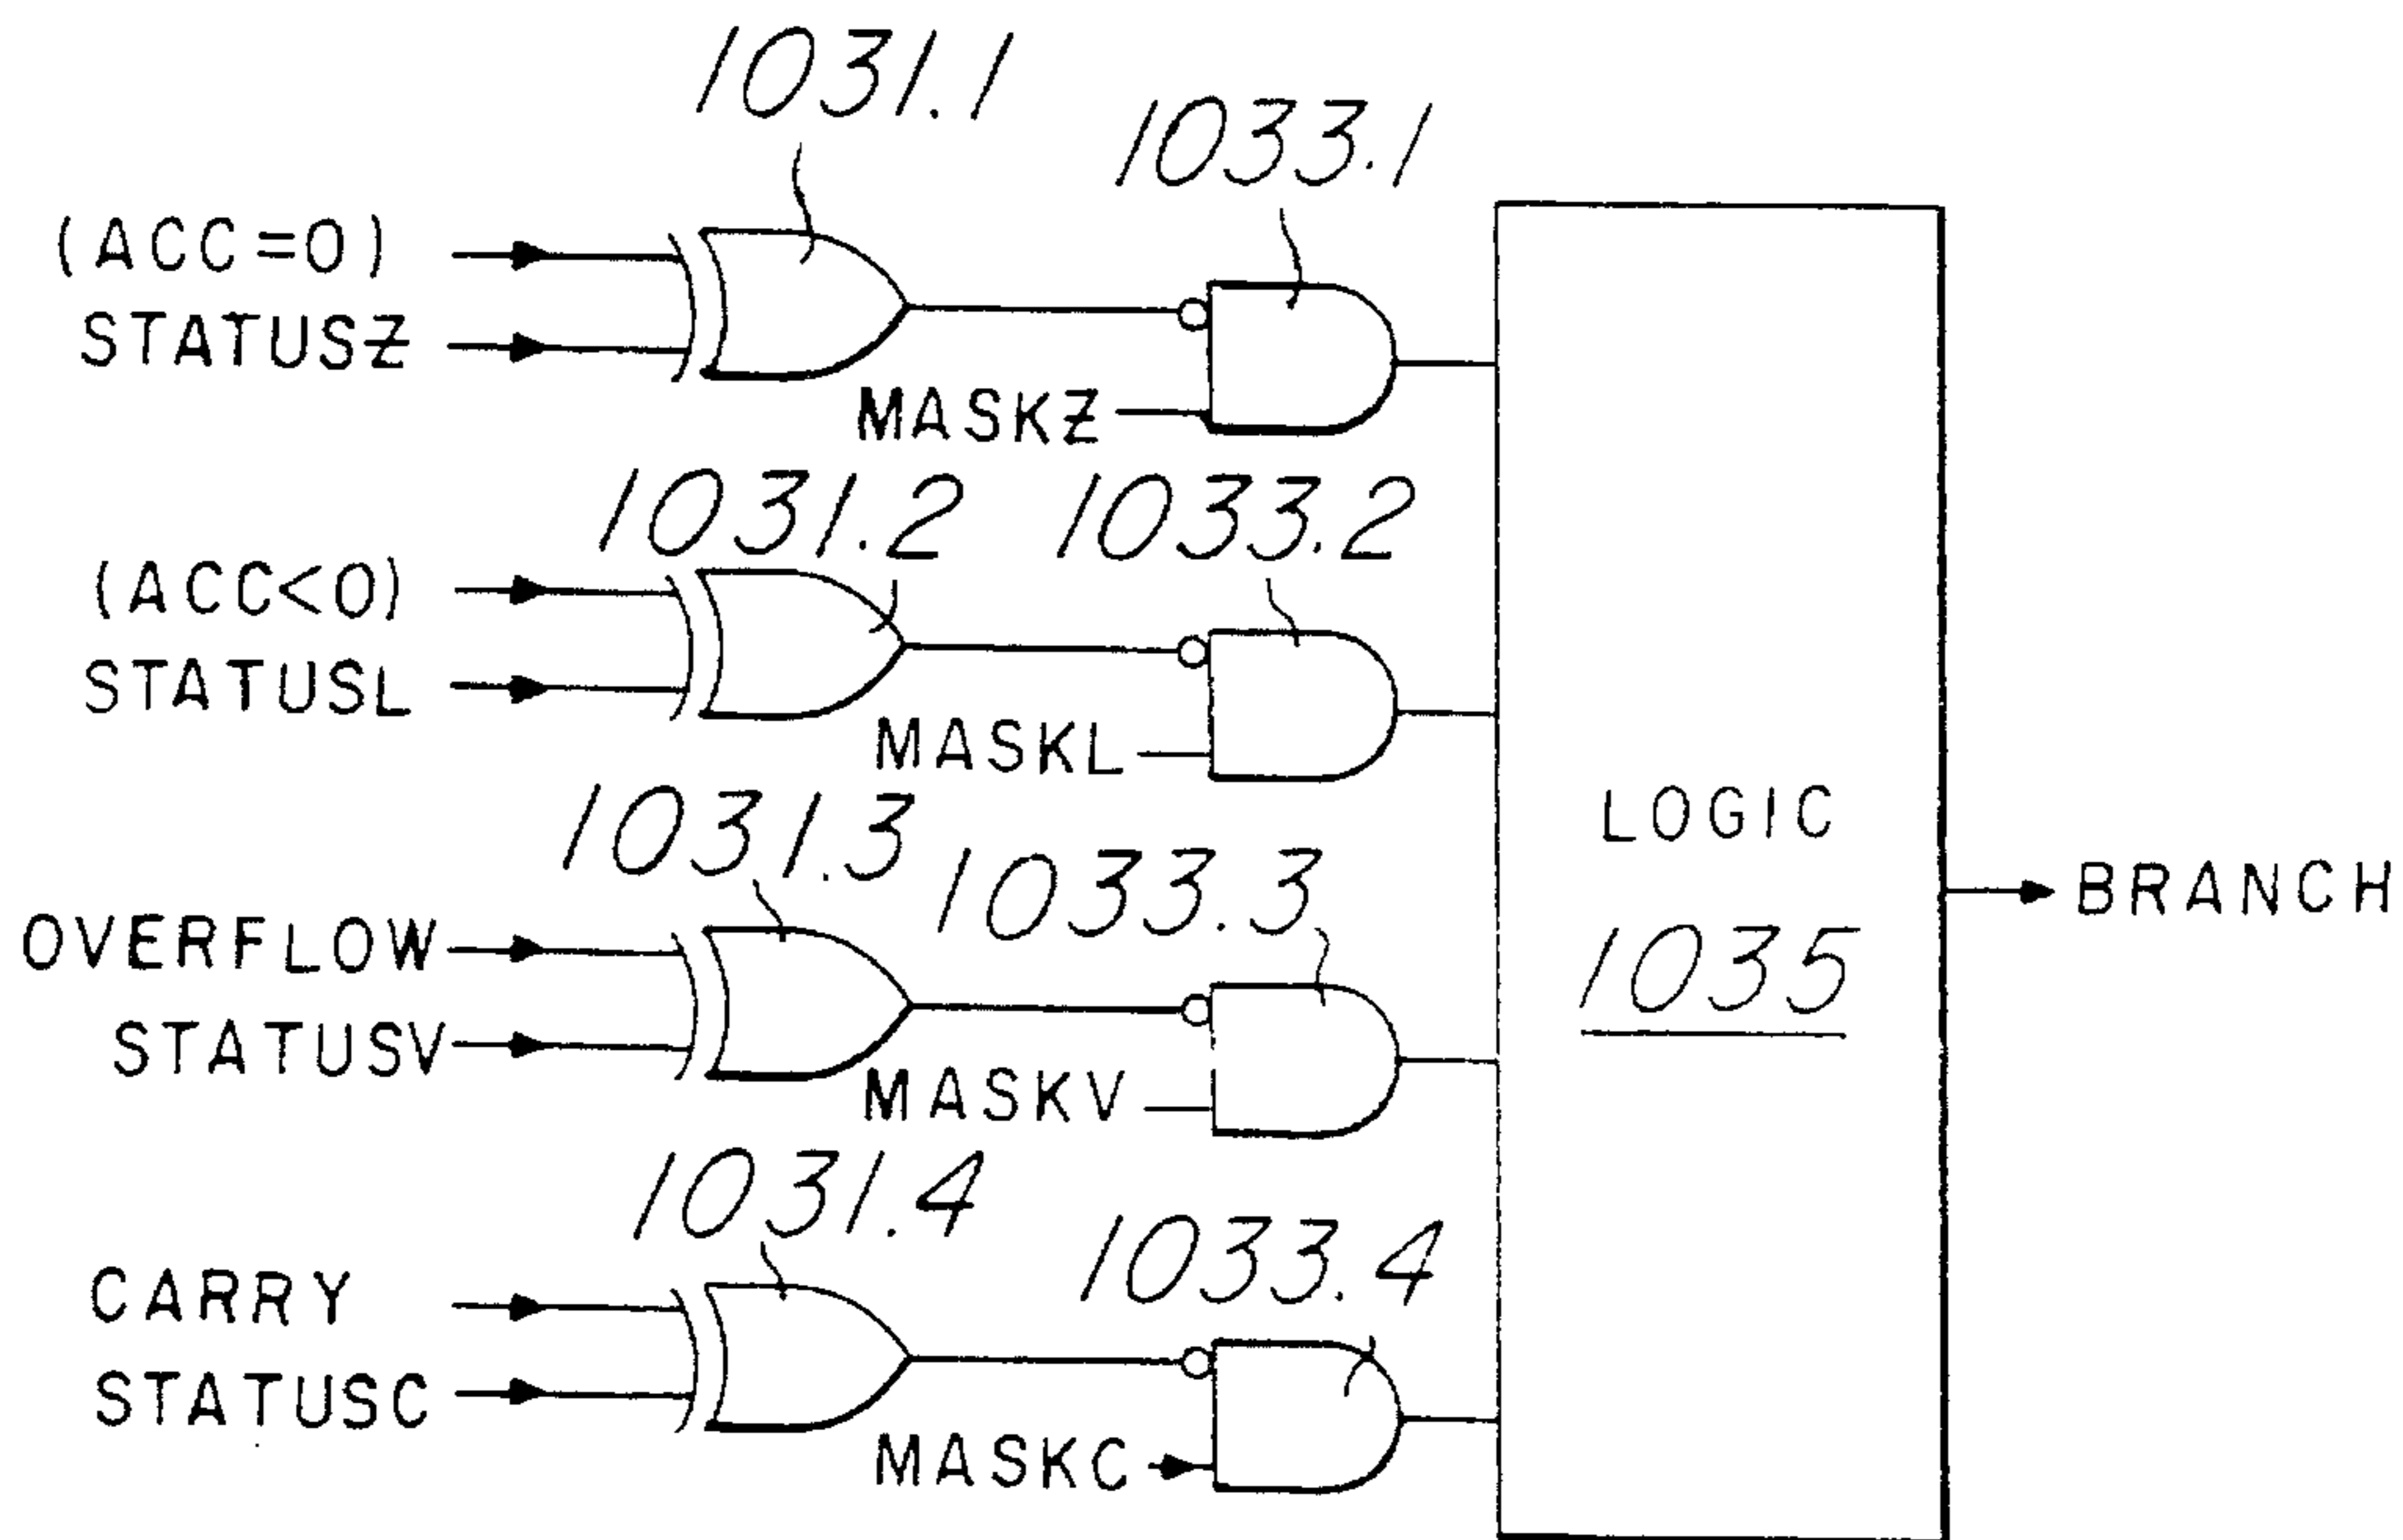 1031.1
1033.1
(ACC=0)
STATUSZ
MASKZ
1031.2
1033.2
(ACC<0)
STATUSL
MASKL
LOGIC
1035
BRANCH
1031.3
1033.3
OVERFLOW
STATUSV
MASKV
1031.4
1033.4
CARRY
STATUSC
MASKC